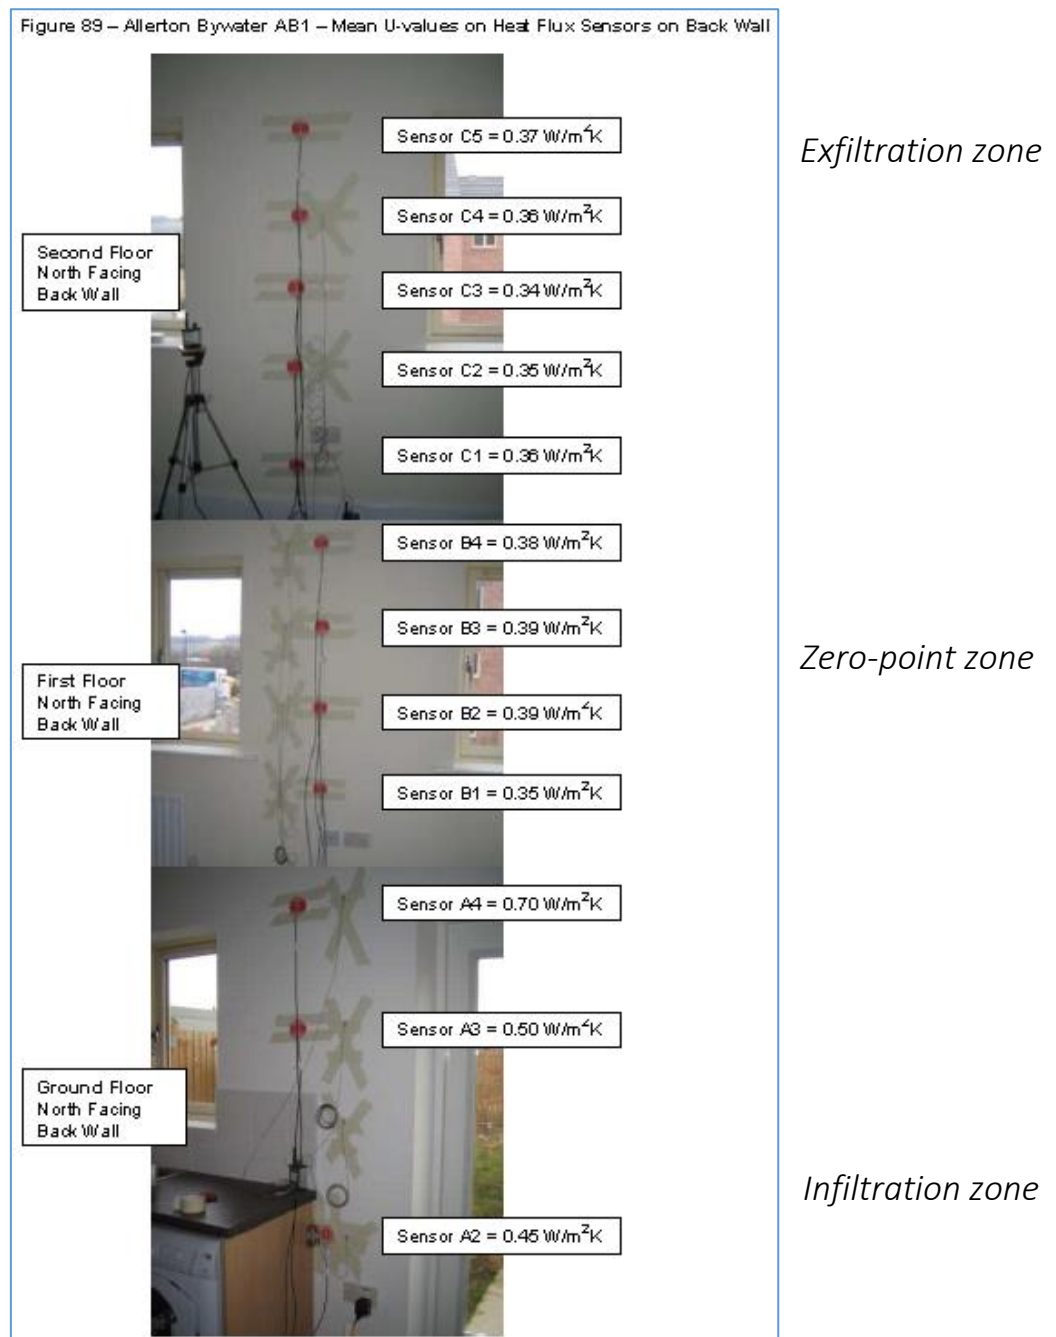 Figure 89 – Allerton Bywater AB1 – Mean U-values on Heat Flux Sensors on Back Wall
Sensor C5 = 0.37 W/m²K
Exfiltration zone
Sensor C4 = 0.36 W/m²K
Second Floor
North Facing
Back Wall
Sensor C3 = 0.34 W/m²K
Sensor C2 = 0.35 W/m²K
Sensor C1 = 0.36 W/m²K
Sensor B4 = 0.38 W/m²K
Sensor B3 = 0.39 W/m²K
Zero-point zone
First Floor
North Facing
Back Wall
Sensor B2 = 0.39 W/m²K
Sensor B1 = 0.35 W/m²K
Sensor A4 = 0.70 W/m²K
Sensor A3 = 0.50 W/m²K
Ground Floor
North Facing
Back Wall
Infiltration zone
Sensor A2 = 0.45 W/m²K